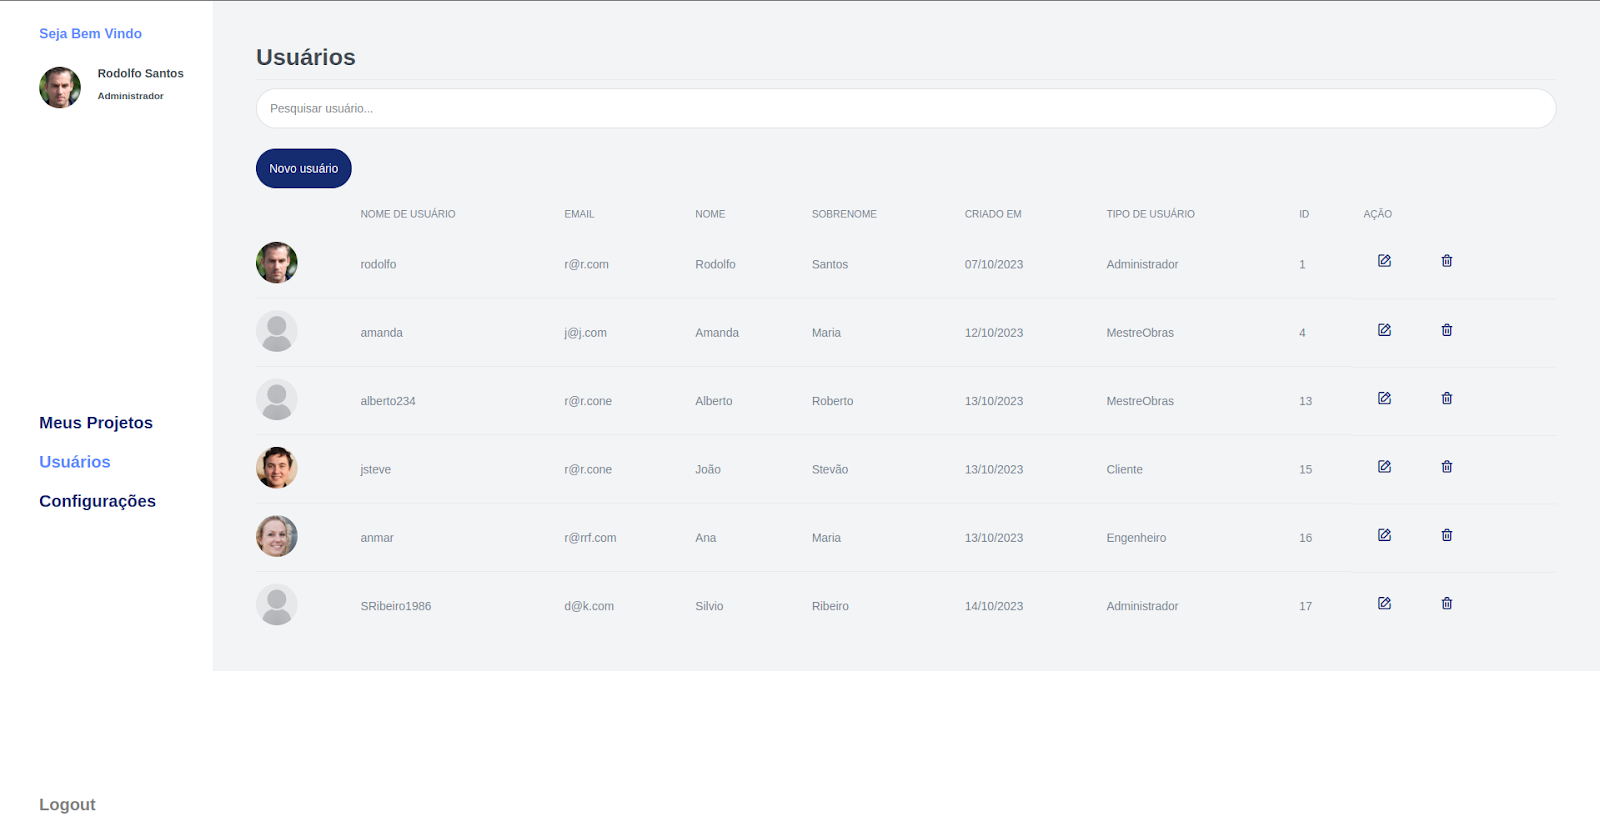 Seja Bem Vindo
Rodolfo Santos
Administrador
Meus Projetos
Usuários
Configurações
Logout
Usuários
Pesquisar usuário...
Novo usuário
NOME DE USUÁRIO EMAIL NOME SOBRENOME CRIADO EM TIPO DE USUÁRIO ID AÇÃO
rodolfo r@r.com Rodolfo Santos 07/10/2023 Administrador 1
amanda j@j.com Amanda Maria 12/10/2023 MestreObras 4
alberto234 r@r.cone Alberto Roberto 13/10/2023 MestreObras 13
jsteve r@r.cone João Stevão 13/10/2023 Cliente 15
anmar r@rrf.com Ana Maria 13/10/2023 Engenheiro 16
SRibeiro1986 d@k.com Silvio Ribeiro 14/10/2023 Administrador 17